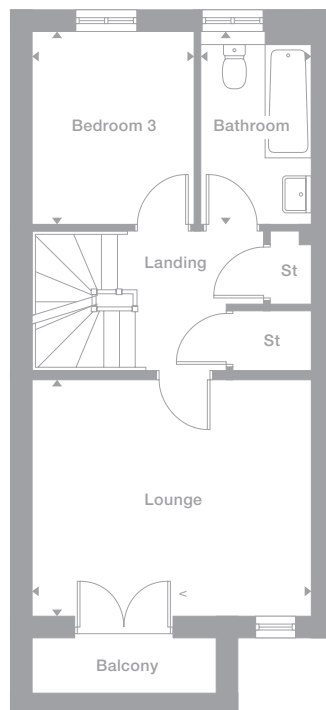 Bedroom 3
Bathroom
Landing
St
St
Lounge
<
Balcony